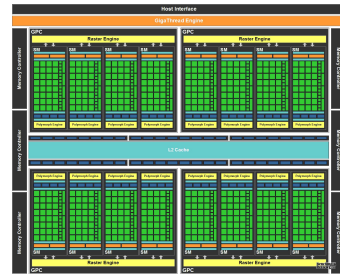 Host Interface
GigaThread Engine
GPC
GPC
Raster Engine
Raster Engine
SM SM SM SM
SM SM SM SM
Polymorph Engine Polymorph Engine Polymorph Engine Polymorph Engine
Polymorph Engine Polymorph Engine Polymorph Engine Polymorph Engine
Memory Controller
Memory Controller
Memory Controller
Memory Controller
Memory Controller
Memory Controller
L2 Cache
Polymorph Engine Polymorph Engine Polymorph Engine Polymorph Engine
Polymorph Engine Polymorph Engine Polymorph Engine Polymorph Engine
SM SM SM SM
SM SM SM SM
Raster Engine
Raster Engine
GPC
GPC